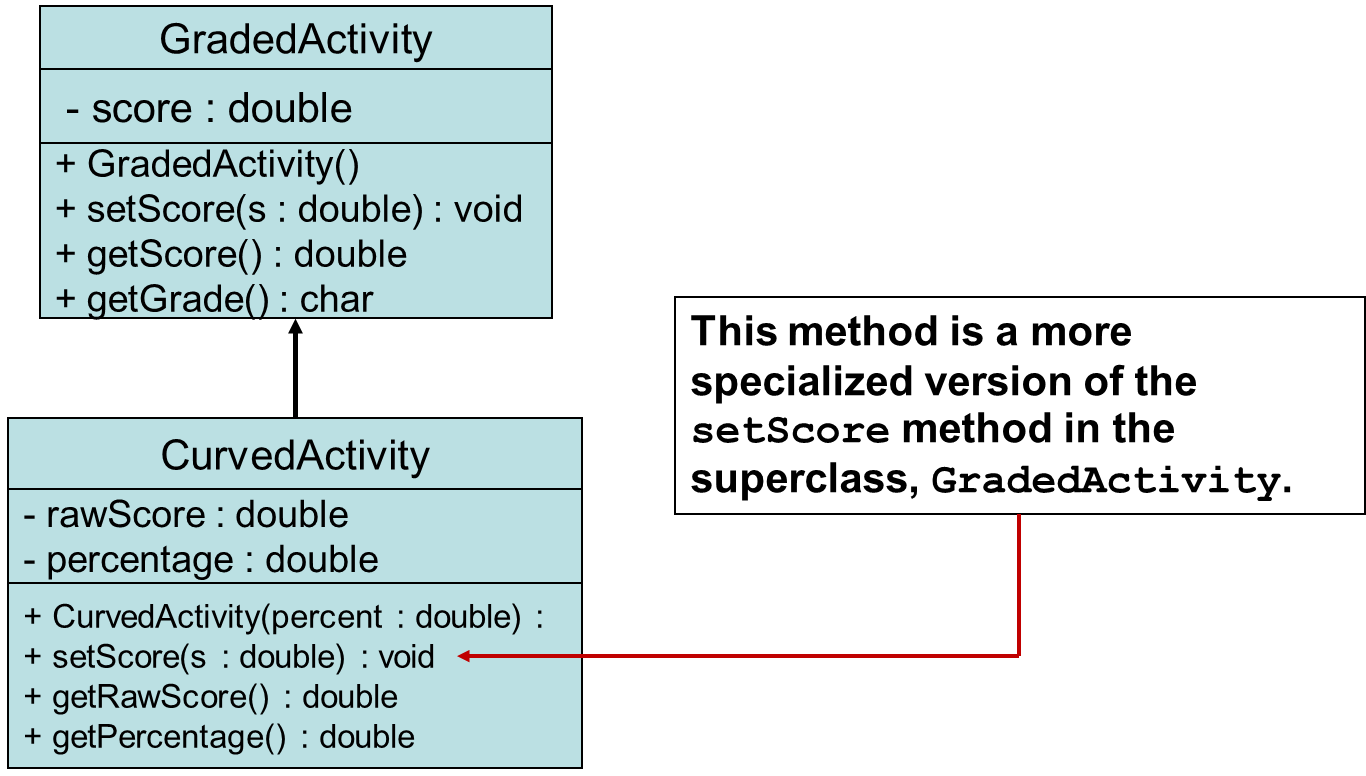 GradedActivity
- score : double
+ GradedActivity()
+ setScore(s : double) : void
+ getScore() : double
+ getGrade() : char
CurvedActivity
- rawScore : double
- percentage : double
+ CurvedActivity(percent : double) :
+ setScore(s : double) : void
+ getRawScore() : double
+ getPercentage() : double
This method is a more
specialized version of the
setScore method in the
superclass, GradedActivity.